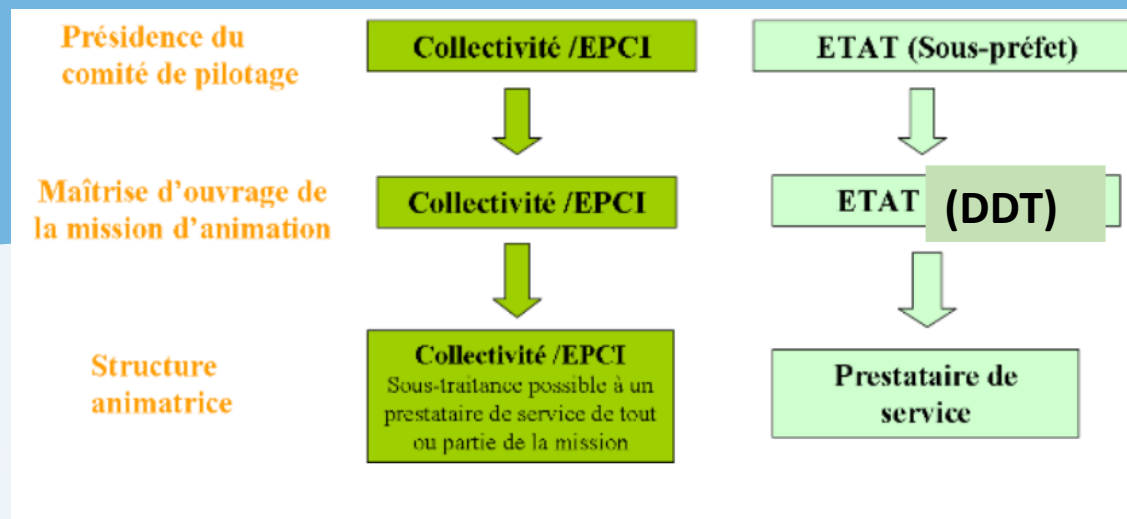 Présidence du
comité de pilotage
Collectivité /EPCI
ETAT (Sous-préfet)
Maîtrise d'ouvrage de
la mission d'animation
Collectivité /EPCI
ETAT (DDT)
Structure
animatrice
Collectivité /EPCI
Sous-traitance possible à un
prestataire de service de tout
ou partie de la mission
Prestataire de
service